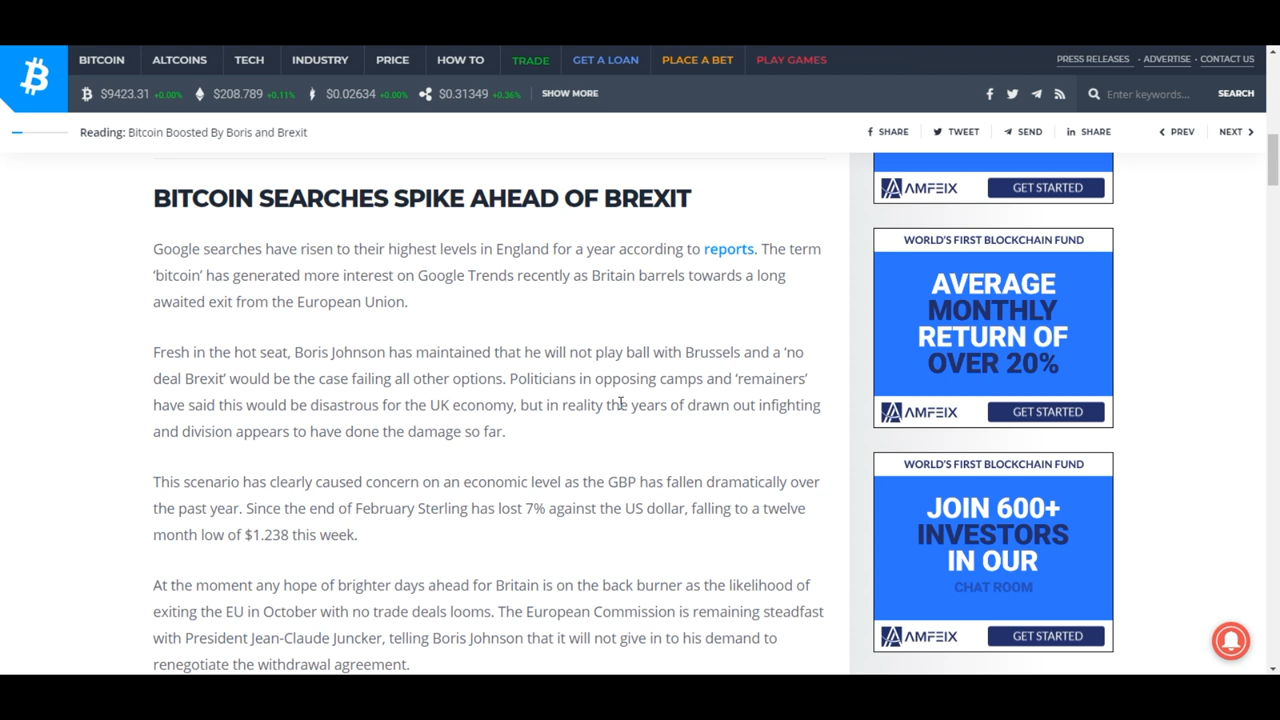 BITCOIN ALTCOINS TECH INDUSTRY PRICE HOW TO TRADE GET A LOAN PLACE A BET PLAY GAMES PRESS RELEASES - ADVERTISE - CONTACT US
$9423.31 +0.00% $208.789 +0.11% $0.02634 +0.00% $0.31349 +0.36% SHOW MORE Enter keywords... SEARCH
Reading: Bitcoin Boosted By Boris and Brexit SHARE TWEET SEND SHARE PREV NEXT
BITCOIN SEARCHES SPIKE AHEAD OF BREXIT
Google searches have risen to their highest levels in England for a year according to reports. The term
‘bitcoin’ has generated more interest on Google Trends recently as Britain barrels towards a long
awaited exit from the European Union.
Fresh in the hot seat, Boris Johnson has maintained that he will not play ball with Brussels and a ‘no
deal Brexit’ would be the case failing all other options. Politicians in opposing camps and ‘remainers’
have said this would be disastrous for the UK economy, but in reality the years of drawn out infighting
and division appears to have done the damage so far.
This scenario has clearly caused concern on an economic level as the GBP has fallen dramatically over
the past year. Since the end of February Sterling has lost 7% against the US dollar, falling to a twelve
month low of $1.238 this week.
At the moment any hope of brighter days ahead for Britain is on the back burner as the likelihood of
exiting the EU in October with no trade deals looms. The European Commission is remaining steadfast
with President Jean-Claude Juncker, telling Boris Johnson that it will not give in to his demand to
renegotiate the withdrawal agreement.
AMFEIX GET STARTED
WORLD'S FIRST BLOCKCHAIN FUND
AVERAGE
MONTHLY
RETURN OF
OVER 20%
AMFEIX GET STARTED
WORLD'S FIRST BLOCKCHAIN FUND
JOIN 600+
INVESTORS
IN OUR
CHAT ROOM
AMFEIX GET STARTED